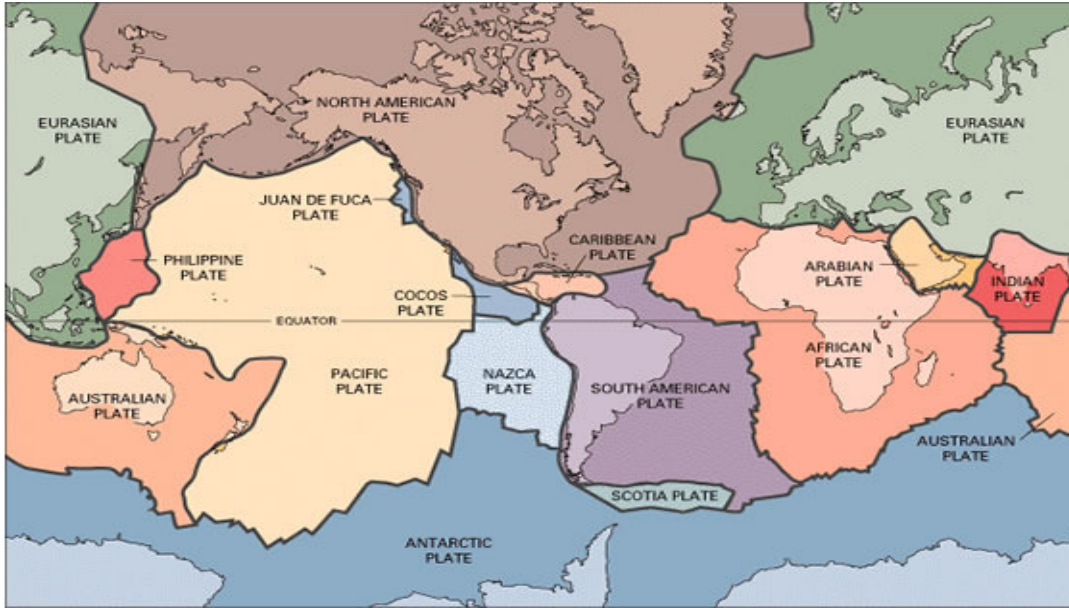 NORTH AMERICAN
PLATE
EURASIAN
PLATE
EURASIAN
PLATE
JUAN DE FUCA
PLATE
CARIBBEAN
PLATE
PHILIPPINE
PLATE
ARABIAN
PLATE
INDIAN
PLATE
COCOS
PLATE
EQUATOR
AFRICAN
PLATE
PACIFIC
PLATE
NAZCA
PLATE
SOUTH AMERICAN
PLATE
AUSTRALIAN
PLATE
AUSTRALIAN
PLATE
SCOTIA PLATE
ANTARCTIC
PLATE